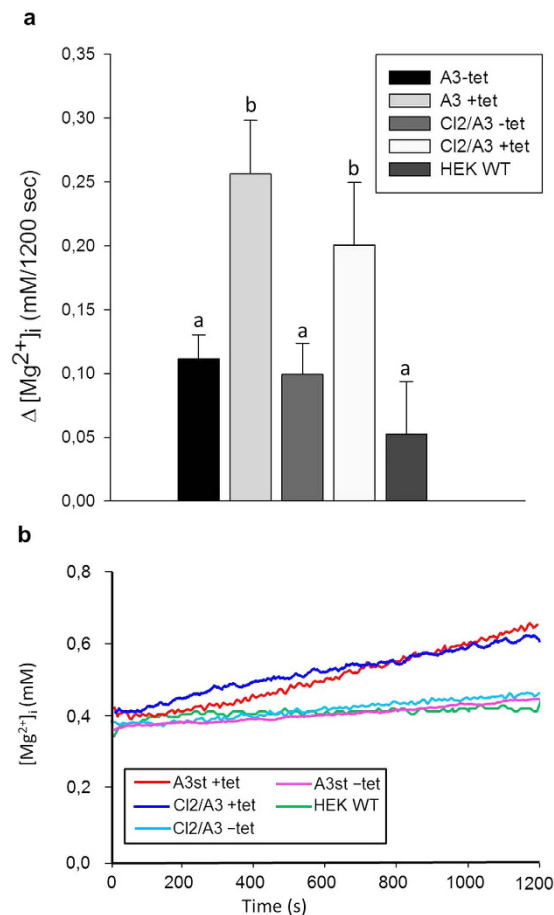 a
0,35
0,30
0,25
0,20
0,15
0,10
0,05
0,00
Δ [Mg2+]i (mM/1200 sec)
a
b
a
b
a
A3-tet
A3 +tet
Cl2/A3 -tet
Cl2/A3 +tet
HEK WT
b
0,8
0,6
0,4
0,2
0,0
[Mg2+]i (mM)
A3st +tet
Cl2/A3 +tet
Cl2/A3 –tet
A3st –tet
HEK WT
0 200 400 600 800 1000 1200
Time (s)